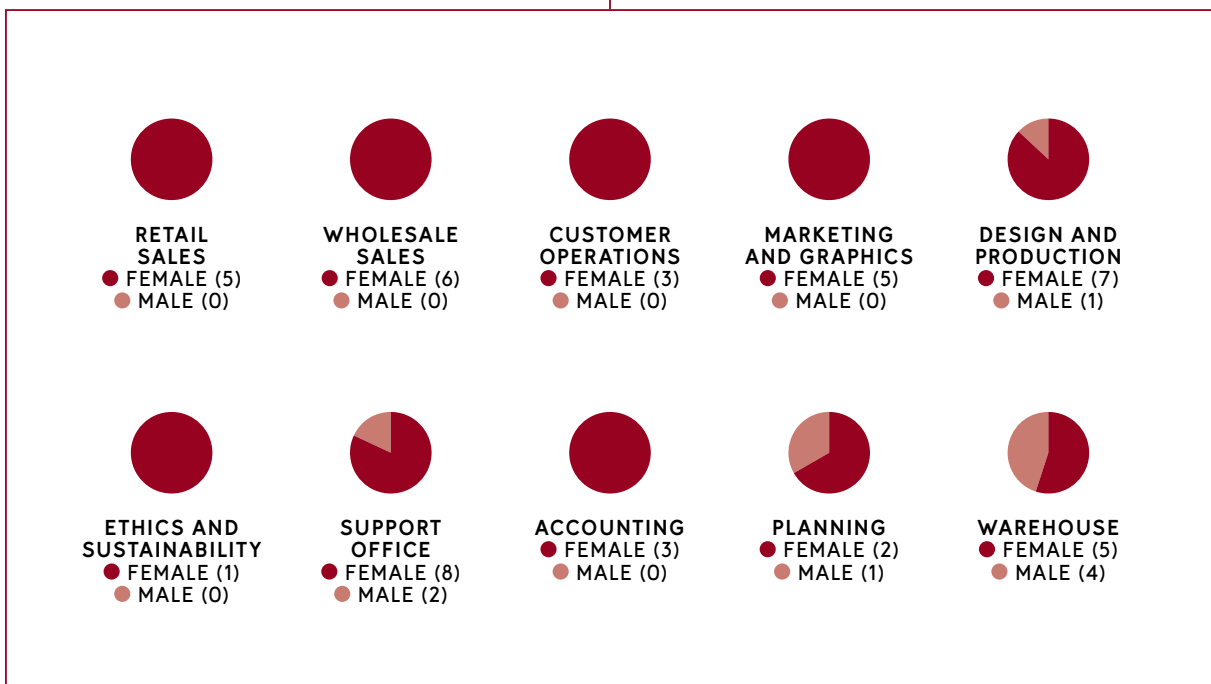 RETAIL
SALES
FEMALE (5)
MALE (0)
WHOLESALE
SALES
FEMALE (6)
MALE (0)
CUSTOMER
OPERATIONS
FEMALE (3)
MALE (0)
MARKETING
AND GRAPHICS
FEMALE (5)
MALE (0)
DESIGN AND
PRODUCTION
FEMALE (7)
MALE (1)
ETHICS AND
SUSTAINABILITY
FEMALE (1)
MALE (0)
SUPPORT
OFFICE
FEMALE (8)
MALE (2)
ACCOUNTING
FEMALE (3)
MALE (0)
PLANNING
FEMALE (2)
MALE (1)
WAREHOUSE
FEMALE (5)
MALE (4)